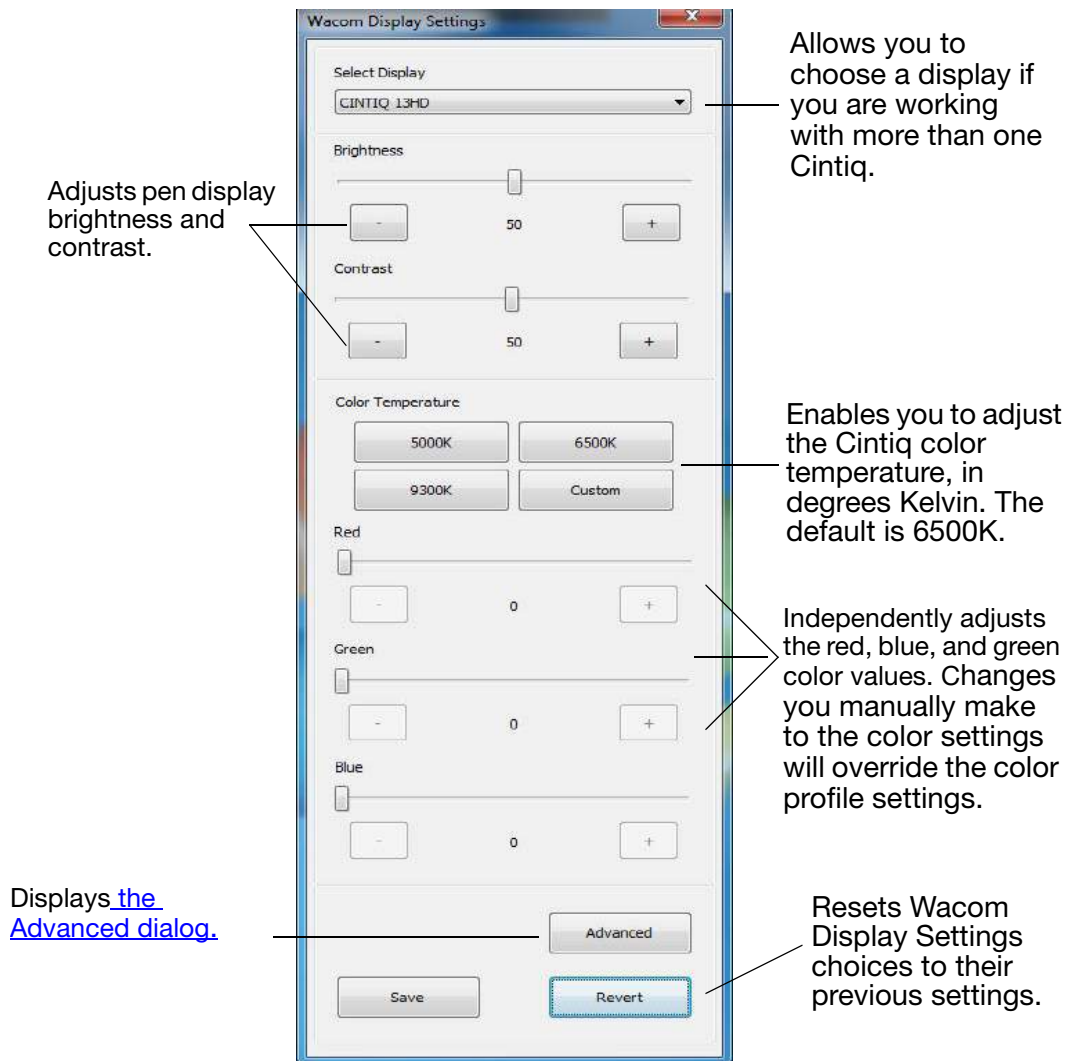 Wacom Display Settings
X
Allows you to
choose a display if
you are working
with more than one
Cintiq.
Select Display
CINTIQ 13HD
Brightness
- 50 +
Adjusts pen display
brightness and
contrast.
Contrast
- 50 +
Color Temperature
5000K 6500K
9300K Custom
Enables you to adjust
the Cintiq color
temperature, in
degrees Kelvin. The
default is 6500K.
Red
- 0 +
Green
- 0 +
Blue
- 0 +
Independently adjusts
the red, blue, and green
color values. Changes
you manually make
to the color settings
will override the color
profile settings.
Displays the
Advanced dialog.
Advanced
Save Revert
Resets Wacom
Display Settings
choices to their
previous settings.